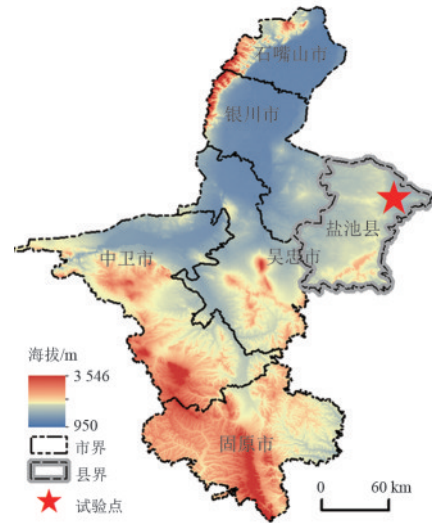 石嘴山市
银川市
盐池县
吴忠市
中卫市
海拔/m
3 546
950
市界
县界
试验点
固原市
0 60 km